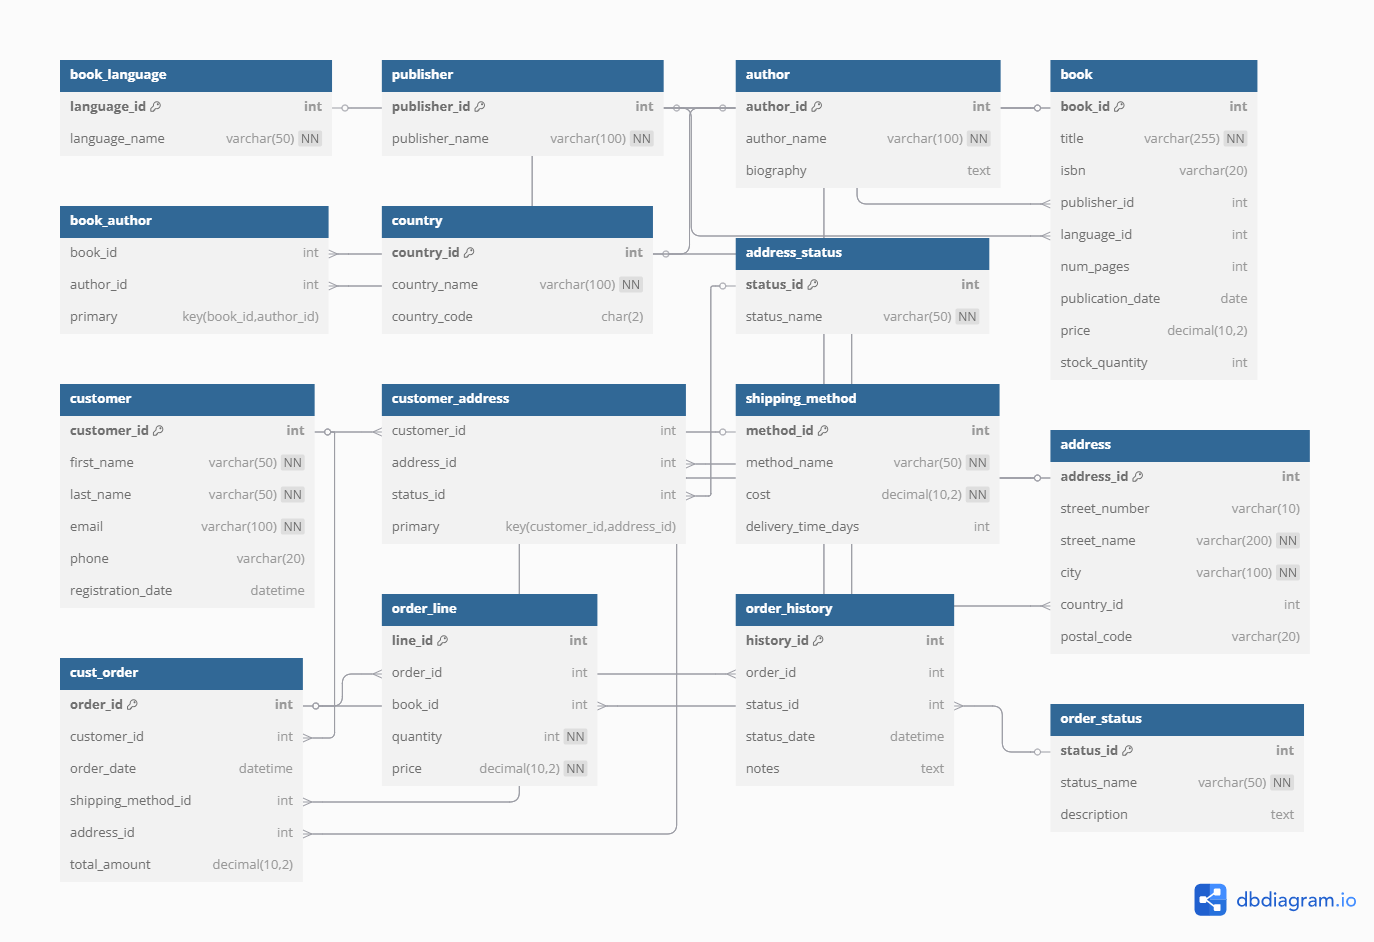 book_language
language_id int
language_name varchar(50) NN
publisher
publisher_id int
publisher_name varchar(100) NN
author
author_id int
author_name varchar(100) NN
biography text
book
book_id int
title varchar(255) NN
isbn varchar(20)
publisher_id int
language_id int
num_pages int
publication_date date
price decimal(10,2)
stock_quantity int
book_author
book_id int
author_id int
primary key(book_id,author_id)
country
country_id int
country_name varchar(100) NN
country_code char(2)
address_status
status_id int
status_name varchar(50) NN
customer
customer_id int
first_name varchar(50) NN
last_name varchar(50) NN
email varchar(100) NN
phone varchar(20)
registration_date datetime
customer_address
customer_id int
address_id int
status_id int
primary key(customer_id,address_id)
shipping_method
method_id int
method_name varchar(50) NN
cost decimal(10,2) NN
delivery_time_days int
address
address_id int
street_number varchar(10)
street_name varchar(200) NN
city varchar(100) NN
country_id int
postal_code varchar(20)
cust_order
order_id int
customer_id int
order_date datetime
shipping_method_id int
address_id int
total_amount decimal(10,2)
order_line
line_id int
order_id int
book_id int
quantity int NN
price decimal(10,2) NN
order_history
history_id int
order_id int
status_id int
status_date datetime
notes text
order_status
status_id int
status_name varchar(50) NN
description text
dbdiagram.io